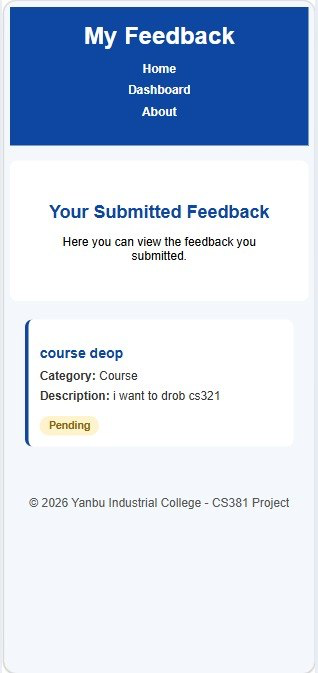 My Feedback
Home
Dashboard
About
Your Submitted Feedback
Here you can view the feedback you
submitted.
course deop
Category: Course
Description: i want to drob cs321
Pending
© 2026 Yanbu Industrial College - CS381 Project